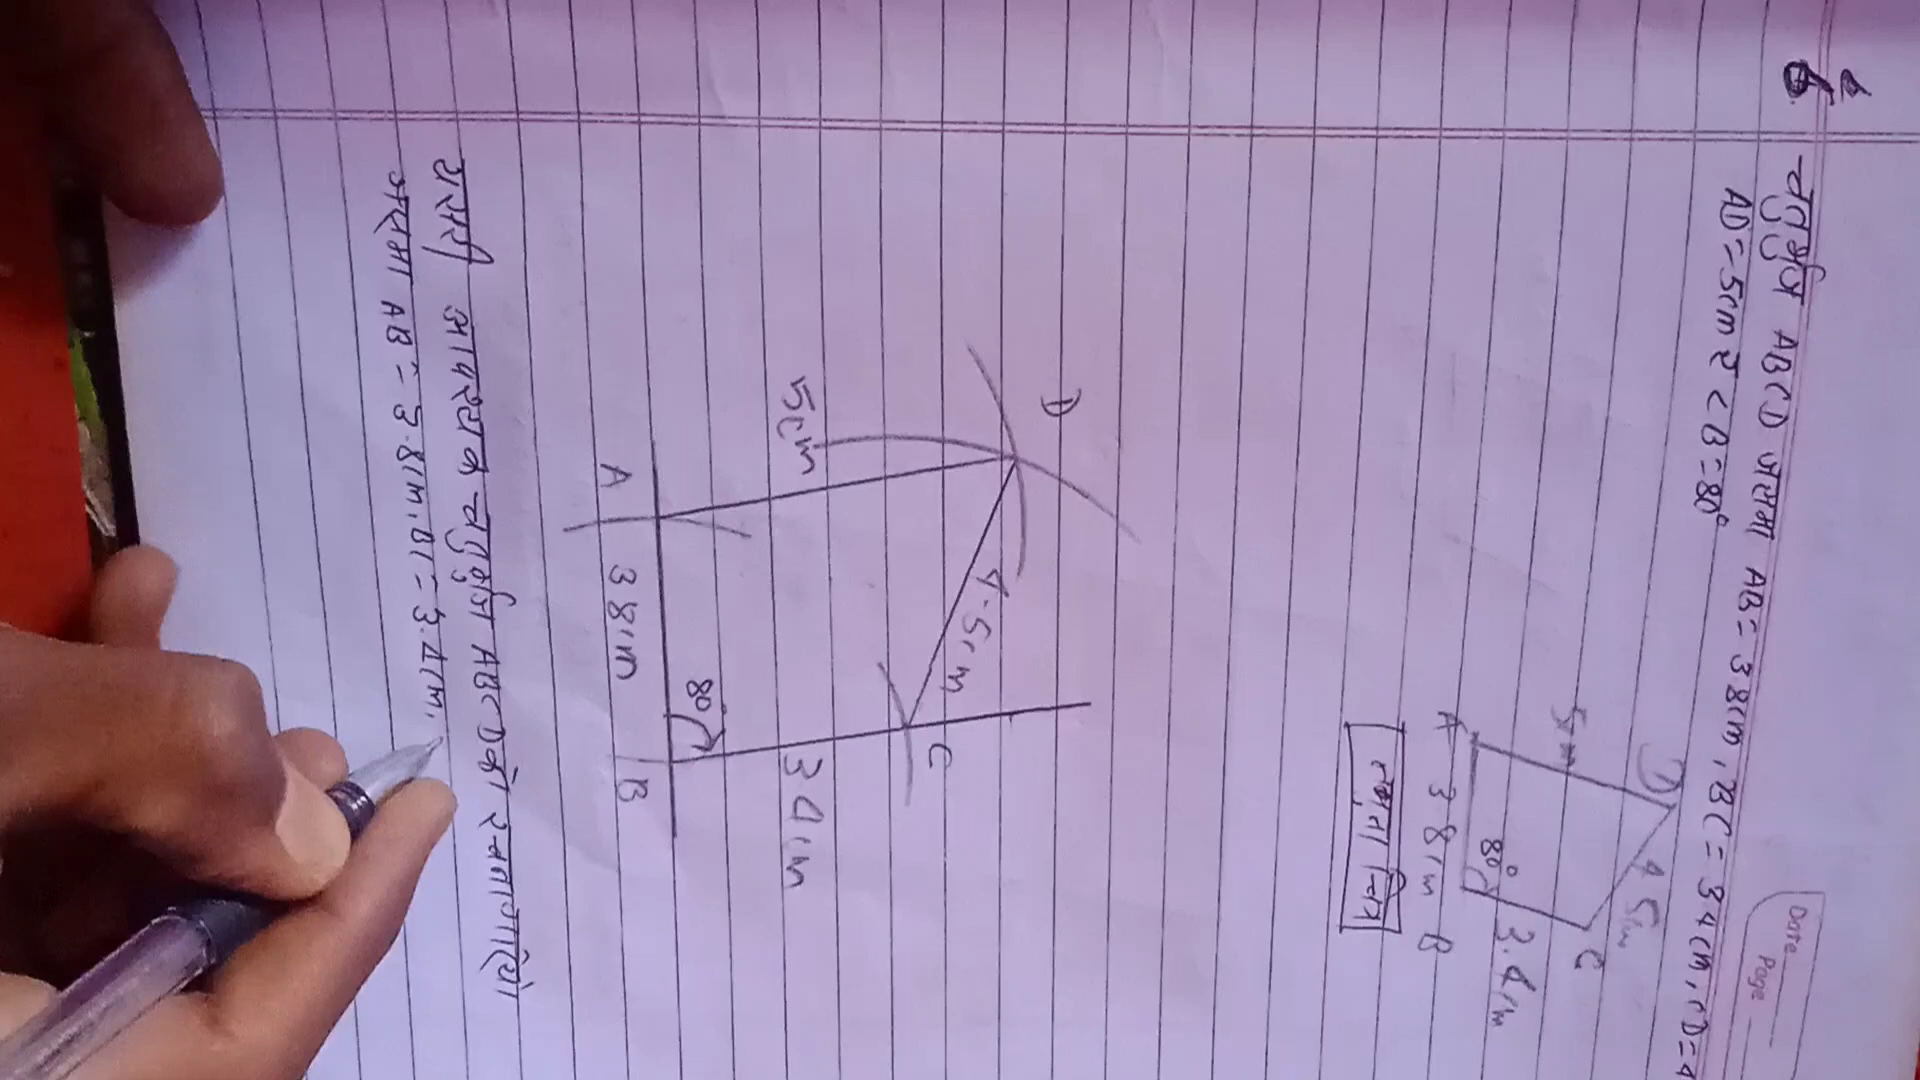 Date
Page
6
6.
चतुर्भुज ABCD जसमा AB = 3.8cm, BC = 3.4cm, CD = 4
AD = 5cm र < B = 80°
D
4.5cm
C
5cm
80°
3.4cm
A 3.8cm B
नमुना चित्र
D
4.5cm
C
5cm
3.4cm
80°
A 3.8cm B
यसरी आवश्यक चतुर्भुज ABCD को रचना गरियो
जसमा AB = 3.8cm, BC = 3.4cm,